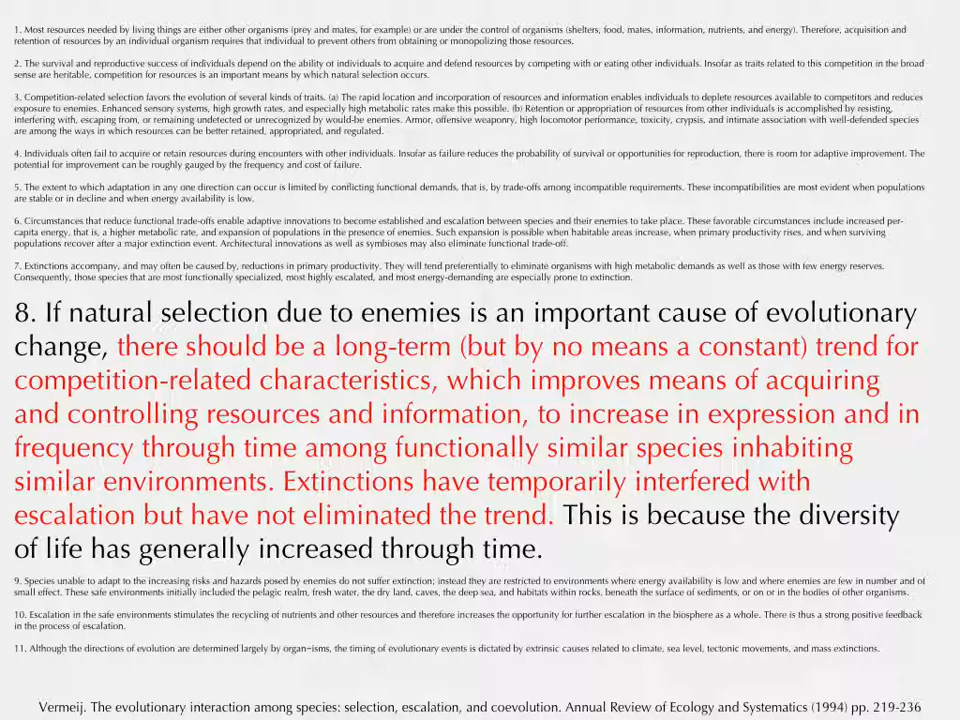 1. Most resources needed by living things are either other organisms (prey and mates, for example) or are under the control of organisms (shelters, food, mates, information, nutrients, and energy). Therefore, acquisition and
retention of resources by an individual organism requires that individual to prevent others from obtaining or monopolizing those resources.
2. The survival and reproductive success of individuals depend on the ability of individuals to acquire and defend resources by competing with or eating other individuals. Insofar as traits related to this competition in the broad
sense are heritable, competition for resources is an important means by which natural selection occurs.
3. Competition-related selection favors the evolution of several kinds of traits. (a) The rapid location and incorporation of resources and information enables individuals to deplete resources available to competitors and reduces
exposure to enemies. Enhanced sensory systems, high growth rates, and especially high metabolic rates make this possible. (b) Retention or appropriation of resources from other individuals is accomplished by resisting,
interfering with, escaping from, or remaining undetected or unrecognized by would-be enemies. Armor, offensive weaponry, high locomotor performance, toxicity, crypsis, and intimate association with well-defended species
are among the ways in which resources can be better retained, appropriated, and regulated.
4. Individuals often fail to acquire or retain resources during encounters with other individuals. Insofar as failure reduces the probability of survival or opportunities for reproduction, there is room for adaptive improvement. The
potential for improvement can be roughly gauged by the frequency and cost of failure.
5. The extent to which adaptation in any one direction can occur is limited by conflicting functional demands, that is, by trade-offs among incompatible requirements. These incompatibilities are most evident when populations
are stable or in decline and when energy availability is low.
6. Circumstances that reduce functional trade-offs enable adaptive innovations to become established and escalation between species and their enemies to take place. These favorable circumstances include increased per-
capita energy, that is, a higher metabolic rate, and expansion of populations in the presence of enemies. Such expansion is possible when habitable areas increase, when primary productivity rises, and when surviving
populations recover after a major extinction event. Architectural innovations as well as symbioses may also eliminate functional trade-off.
7. Extinctions accompany, and may often be caused by, reductions in primary productivity. They will tend preferentially to eliminate organisms with high metabolic demands as well as those with few energy reserves.
Consequently, those species that are most functionally specialized, most highly escalated, and most energy-demanding are especially prone to extinction.
8. If natural selection due to enemies is an important cause of evolutionary
change, there should be a long-term (but by no means a constant) trend for
competition-related characteristics, which improves means of acquiring
and controlling resources and information, to increase in expression and in
frequency through time among functionally similar species inhabiting
similar environments. Extinctions have temporarily interfered with
escalation but have not eliminated the trend. This is because the diversity
of life has generally increased through time.
9. Species unable to adapt to the increasing risks and hazards posed by enemies do not suffer extinction; instead they are restricted to environments where energy availability is low and where enemies are few in number and of
small effect. These safe environments initially included the pelagic realm, fresh water, the dry land, caves, the deep sea, and habitats within rocks, beneath the surface of sediments, or on or in the bodies of other organisms.
10. Escalation in the safe environments stimulates the recycling of nutrients and other resources and therefore increases the opportunity for further escalation in the biosphere as a whole. There is thus a strong positive feedback
in the process of escalation.
11. Although the directions of evolution are determined largely by organ–isms, the timing of evolutionary events is dictated by extrinsic causes related to climate, sea level, tectonic movements, and mass extinctions.
Vermeij. The evolutionary interaction among species: selection, escalation, and coevolution. Annual Review of Ecology and Systematics (1994) pp. 219-236